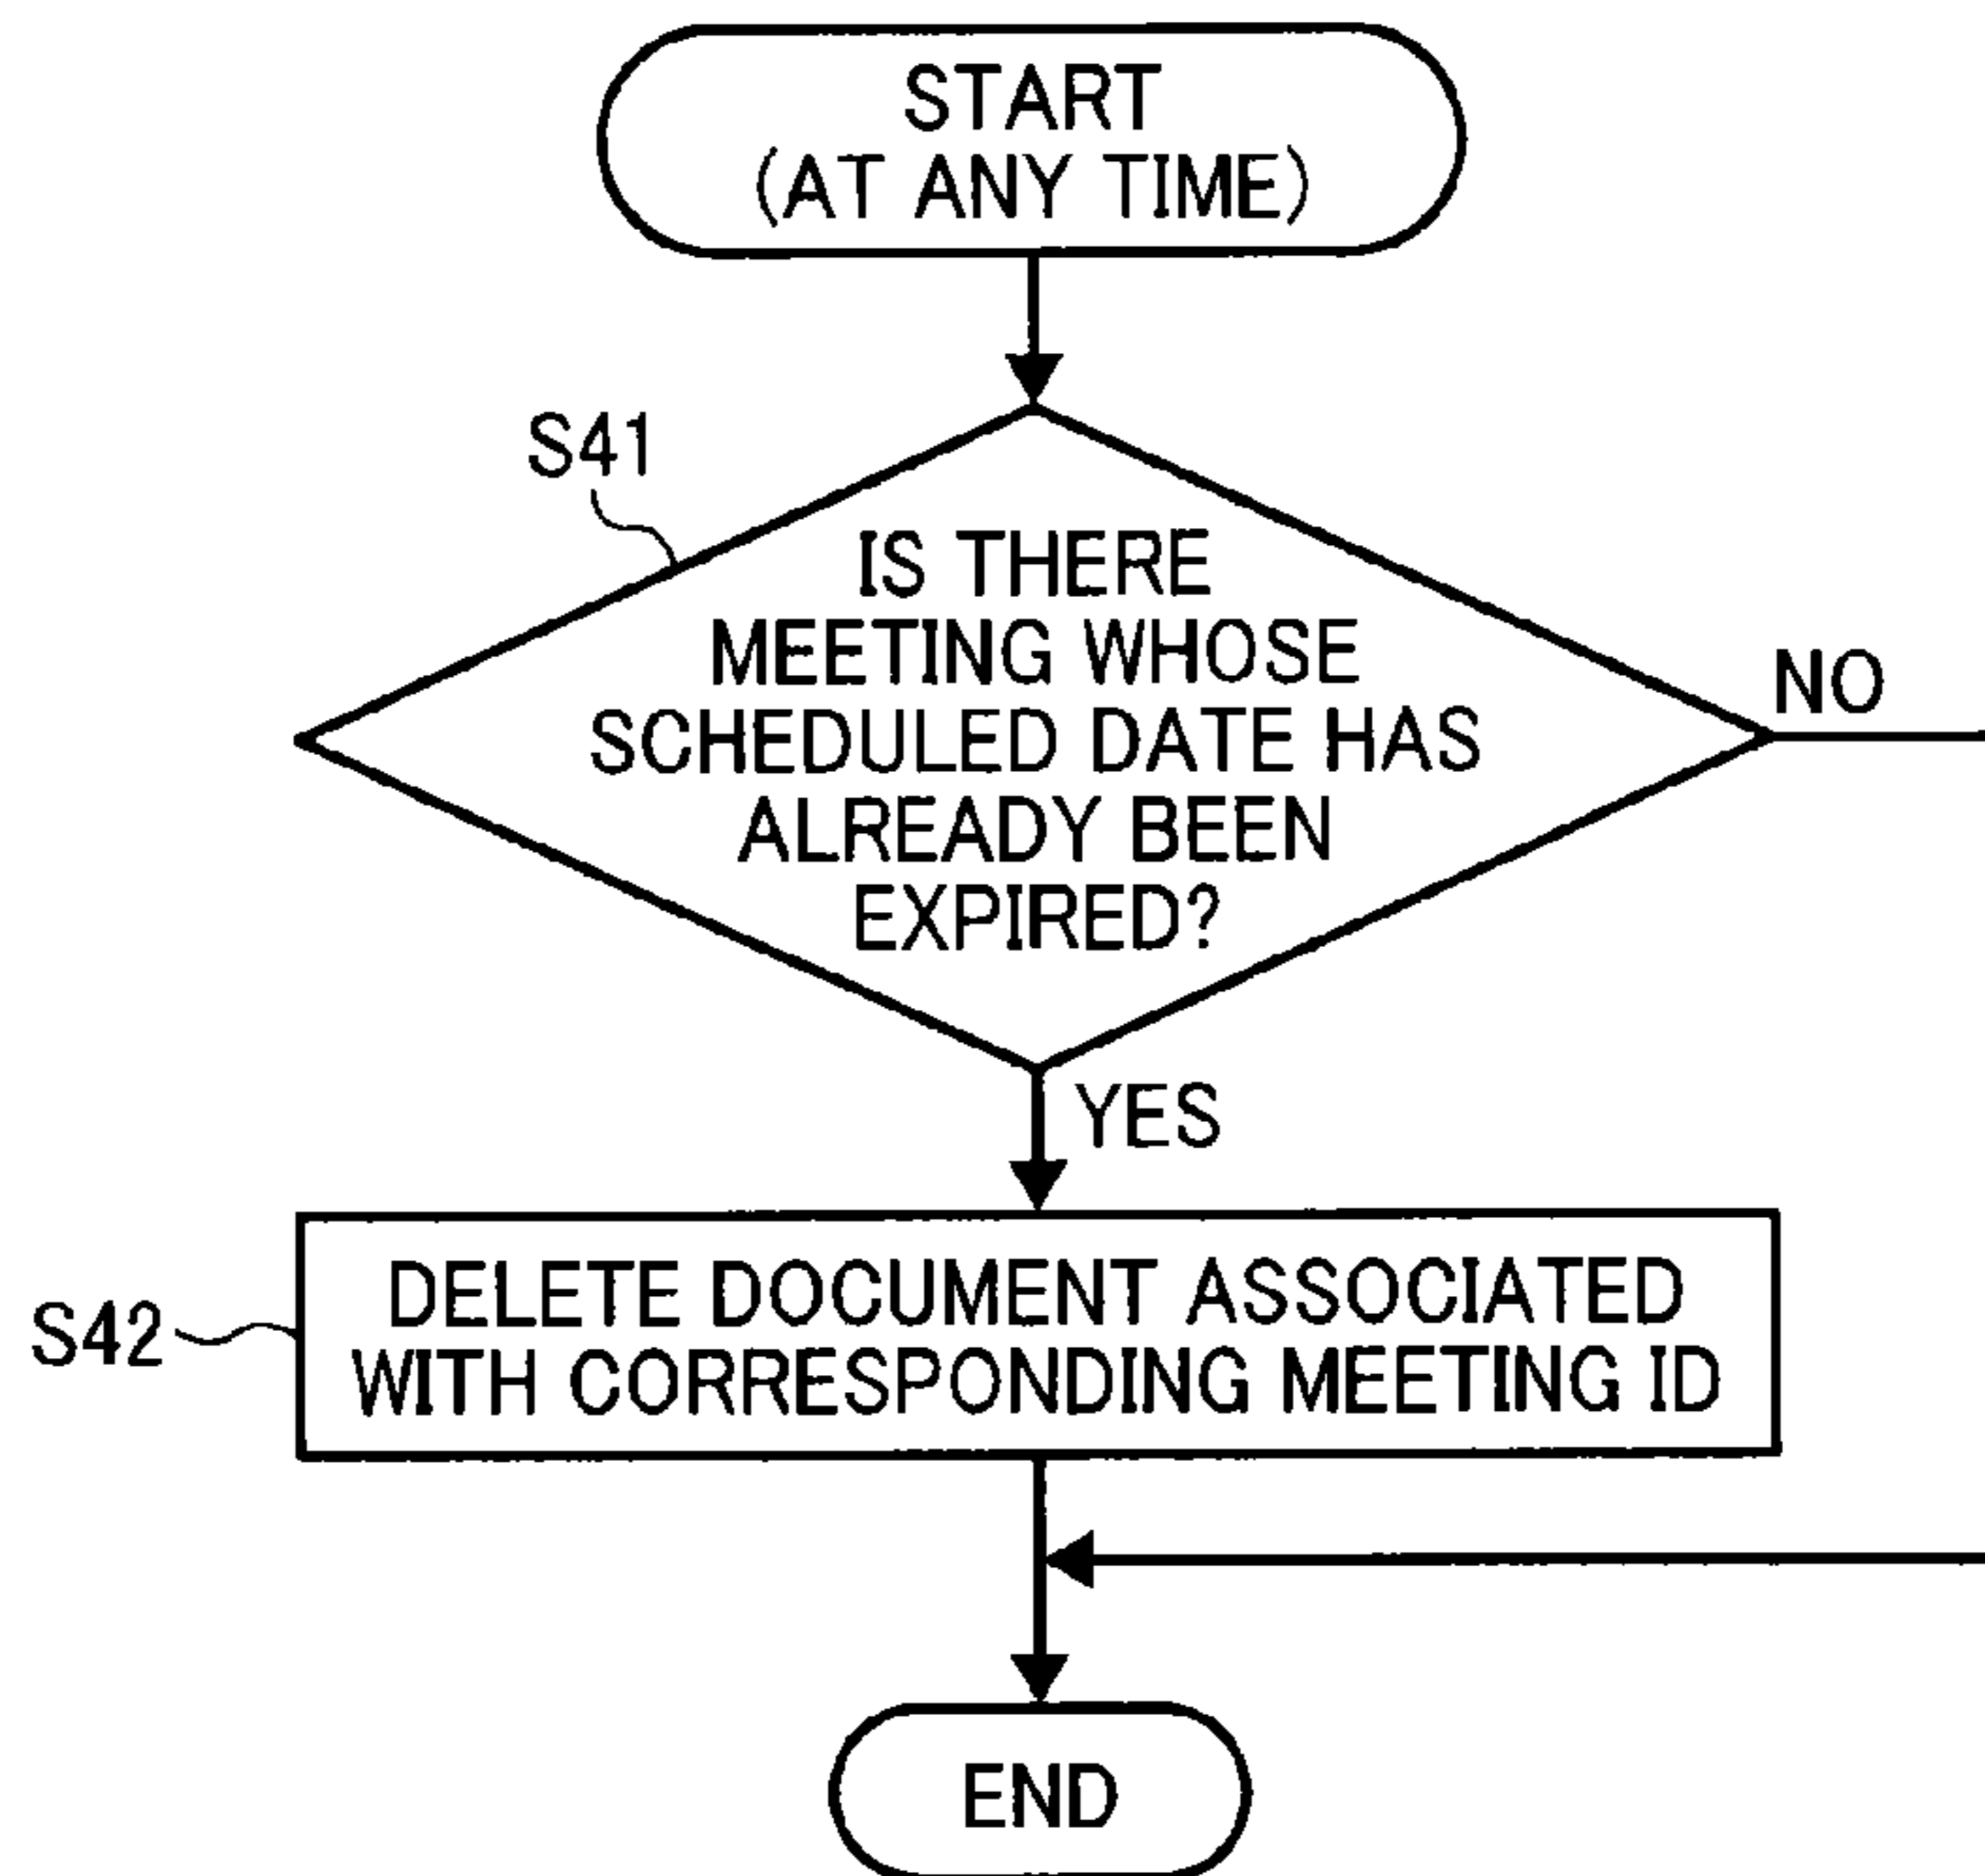 START
(AT ANY TIME)
S41
IS THERE
MEETING WHOSE
SCHEDULED DATE HAS
ALREADY BEEN
EXPIRED?
NO
YES
S42
DELETE DOCUMENT ASSOCIATED
WITH CORRESPONDING MEETING ID
END